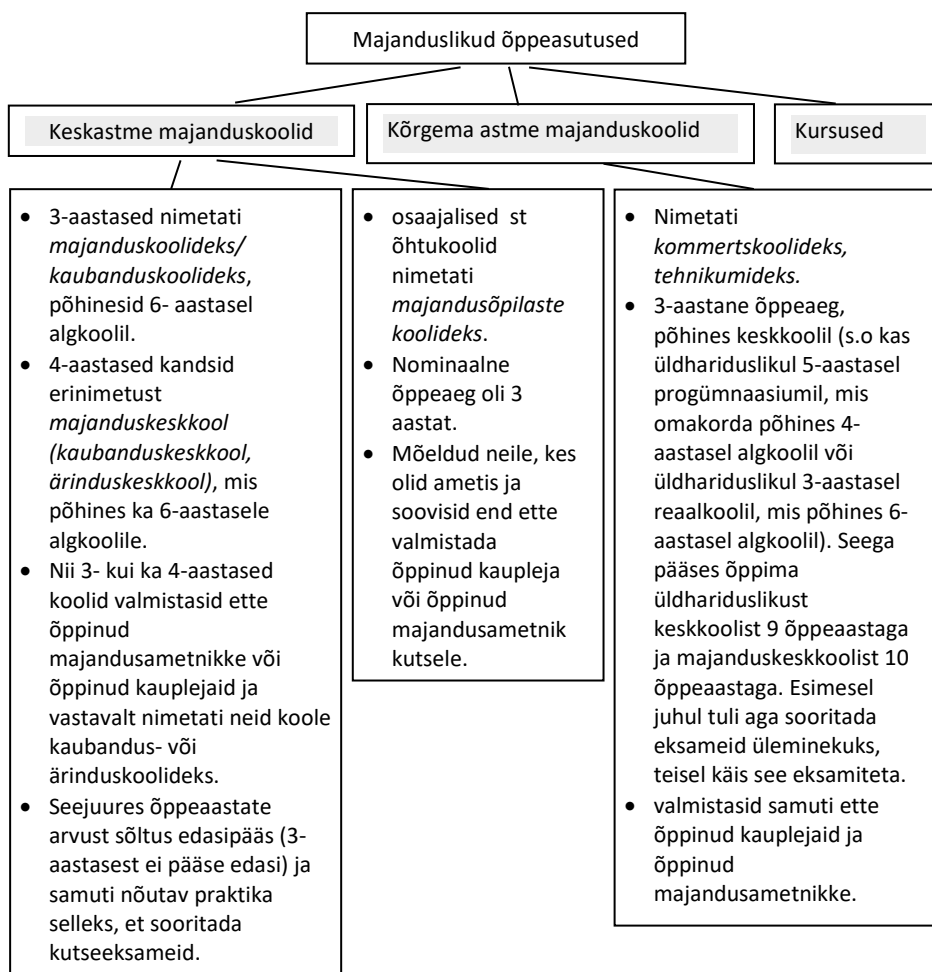 Majanduslikud õppeasutused
Keskastme majanduskoolid
Kõrgema astme majanduskoolid
Kursused
• 3-aastased nimetati
majanduskoolideks/
kaubanduskoolideks,
põhinesid 6- aastasel
algkoolil.
• 4-aastased kandsid
erinimetust
majanduskeskkool
(kaubanduskeskkool,
ärinduskeskkool), mis
põhines ka 6-aastasele
algkoolile.
• Nii 3- kui ka 4-aastased
koolid valmistasid ette
õppinud
majandusametnikke või
õppinud kauplejaid ja
vastavalt nimetati neid koole
kaubandus- või
ärinduskoolideks.
• Seejuures õppeaastate
arvust sõltus edasipääs (3-
aastasest ei pääse edasi) ja
samuti nõutav praktika
selleks, et sooritada
kutseeksameid.
• osaajalised st
õhtukoolid
nimetati
majandusõpilaste
koolideks.
• Nominaalne
õppeaeg oli 3
aastat.
• Mõeldud neile, kes
olid ametis ja
soovisid end ette
valmistada
õppinud kaupleja
või õppinud
majandusametnik
kutsele.
• Nimetati
kommertskoolideks,
tehnikumideks.
• 3-aastane õppeaeg,
põhines keskkoolil (s.o kas
üldhariduslikul 5-aastasel
progümnaasiumil, mis
omakorda põhines 4-
aastasel algkoolil või
üldhariduslikul 3-aastasel
reaalkoolil, mis põhines 6-
aastasel algkoolil). Seega
pääses õppima
üldhariduslikust
keskkoolist 9 õppeaastaga
ja majanduskeskkoolist 10
õppeaastaga. Esimesel
juhul tuli aga sooritada
eksameid üleminekuks,
teisel käis see eksamiteta.
• valmistasid samuti ette
õppinud kauplejaid ja
õppinud
majandusametnikke.